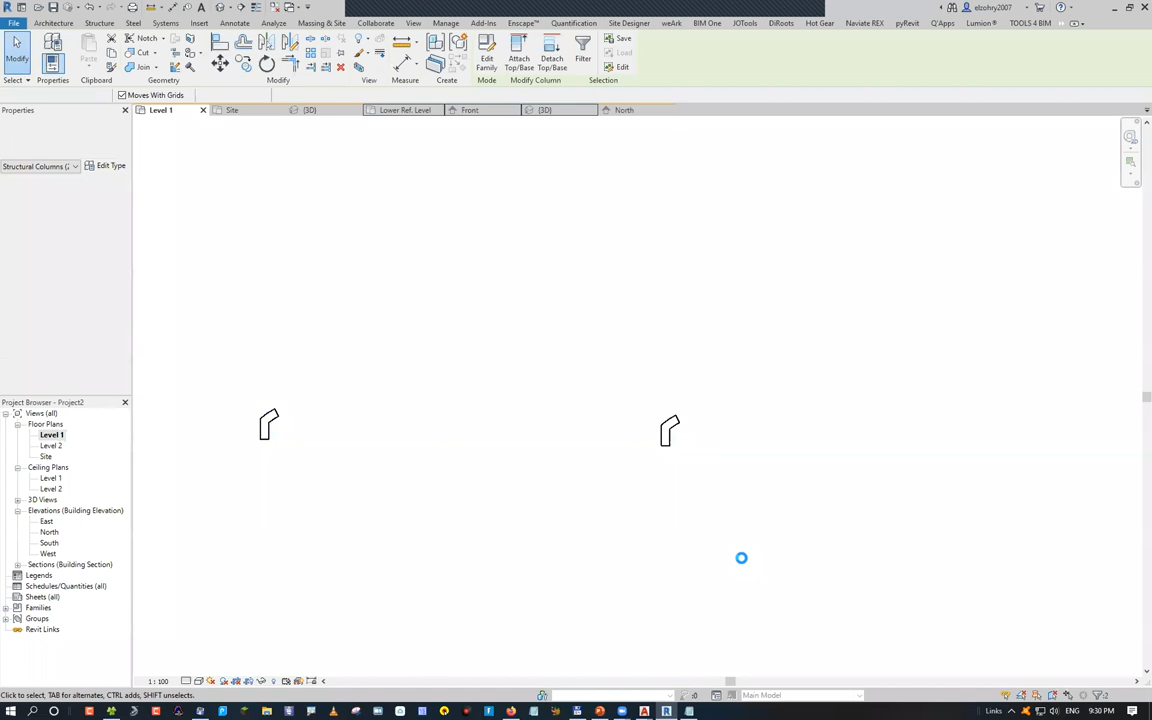 elzohry2007
File Architecture Structure Steel Systems Insert Annotate Analyze Massing & Site Collaborate View Manage Add-Ins Enscape™ Quantification Site Designer weArk BIM One JOTools DiRoots Hot Gear Naviate REX pyRevit Q'Apps TOOLS 4 BIM
Modify
Paste
Notch
Cut
Join
Edit
Family
Attach
Top/Base
Detach
Top/Base
Filter
Save
Load
Edit
Select Properties Clipboard Geometry Modify View Measure Create Mode Modify Column Selection
Moves With Grids
Properties
Level 1 Site {3D} Lower Ref. Level Front {3D} North
Structural Columns (2 Edit Type
Project Browser - Project2
Views (all)
Floor Plans
Level 1
Level 2
Site
Ceiling Plans
Level 1
Level 2
3D Views
Elevations (Building Elevation)
East
North
South
West
Sections (Building Section)
Legends
Schedules/Quantities (all)
Sheets (all)
Families
Groups
Revit Links
1 : 100
Click to select, TAB for alternates, CTRL adds, SHIFT unselects.
:0
Main Model
:2
Links ENG 9:30 PM